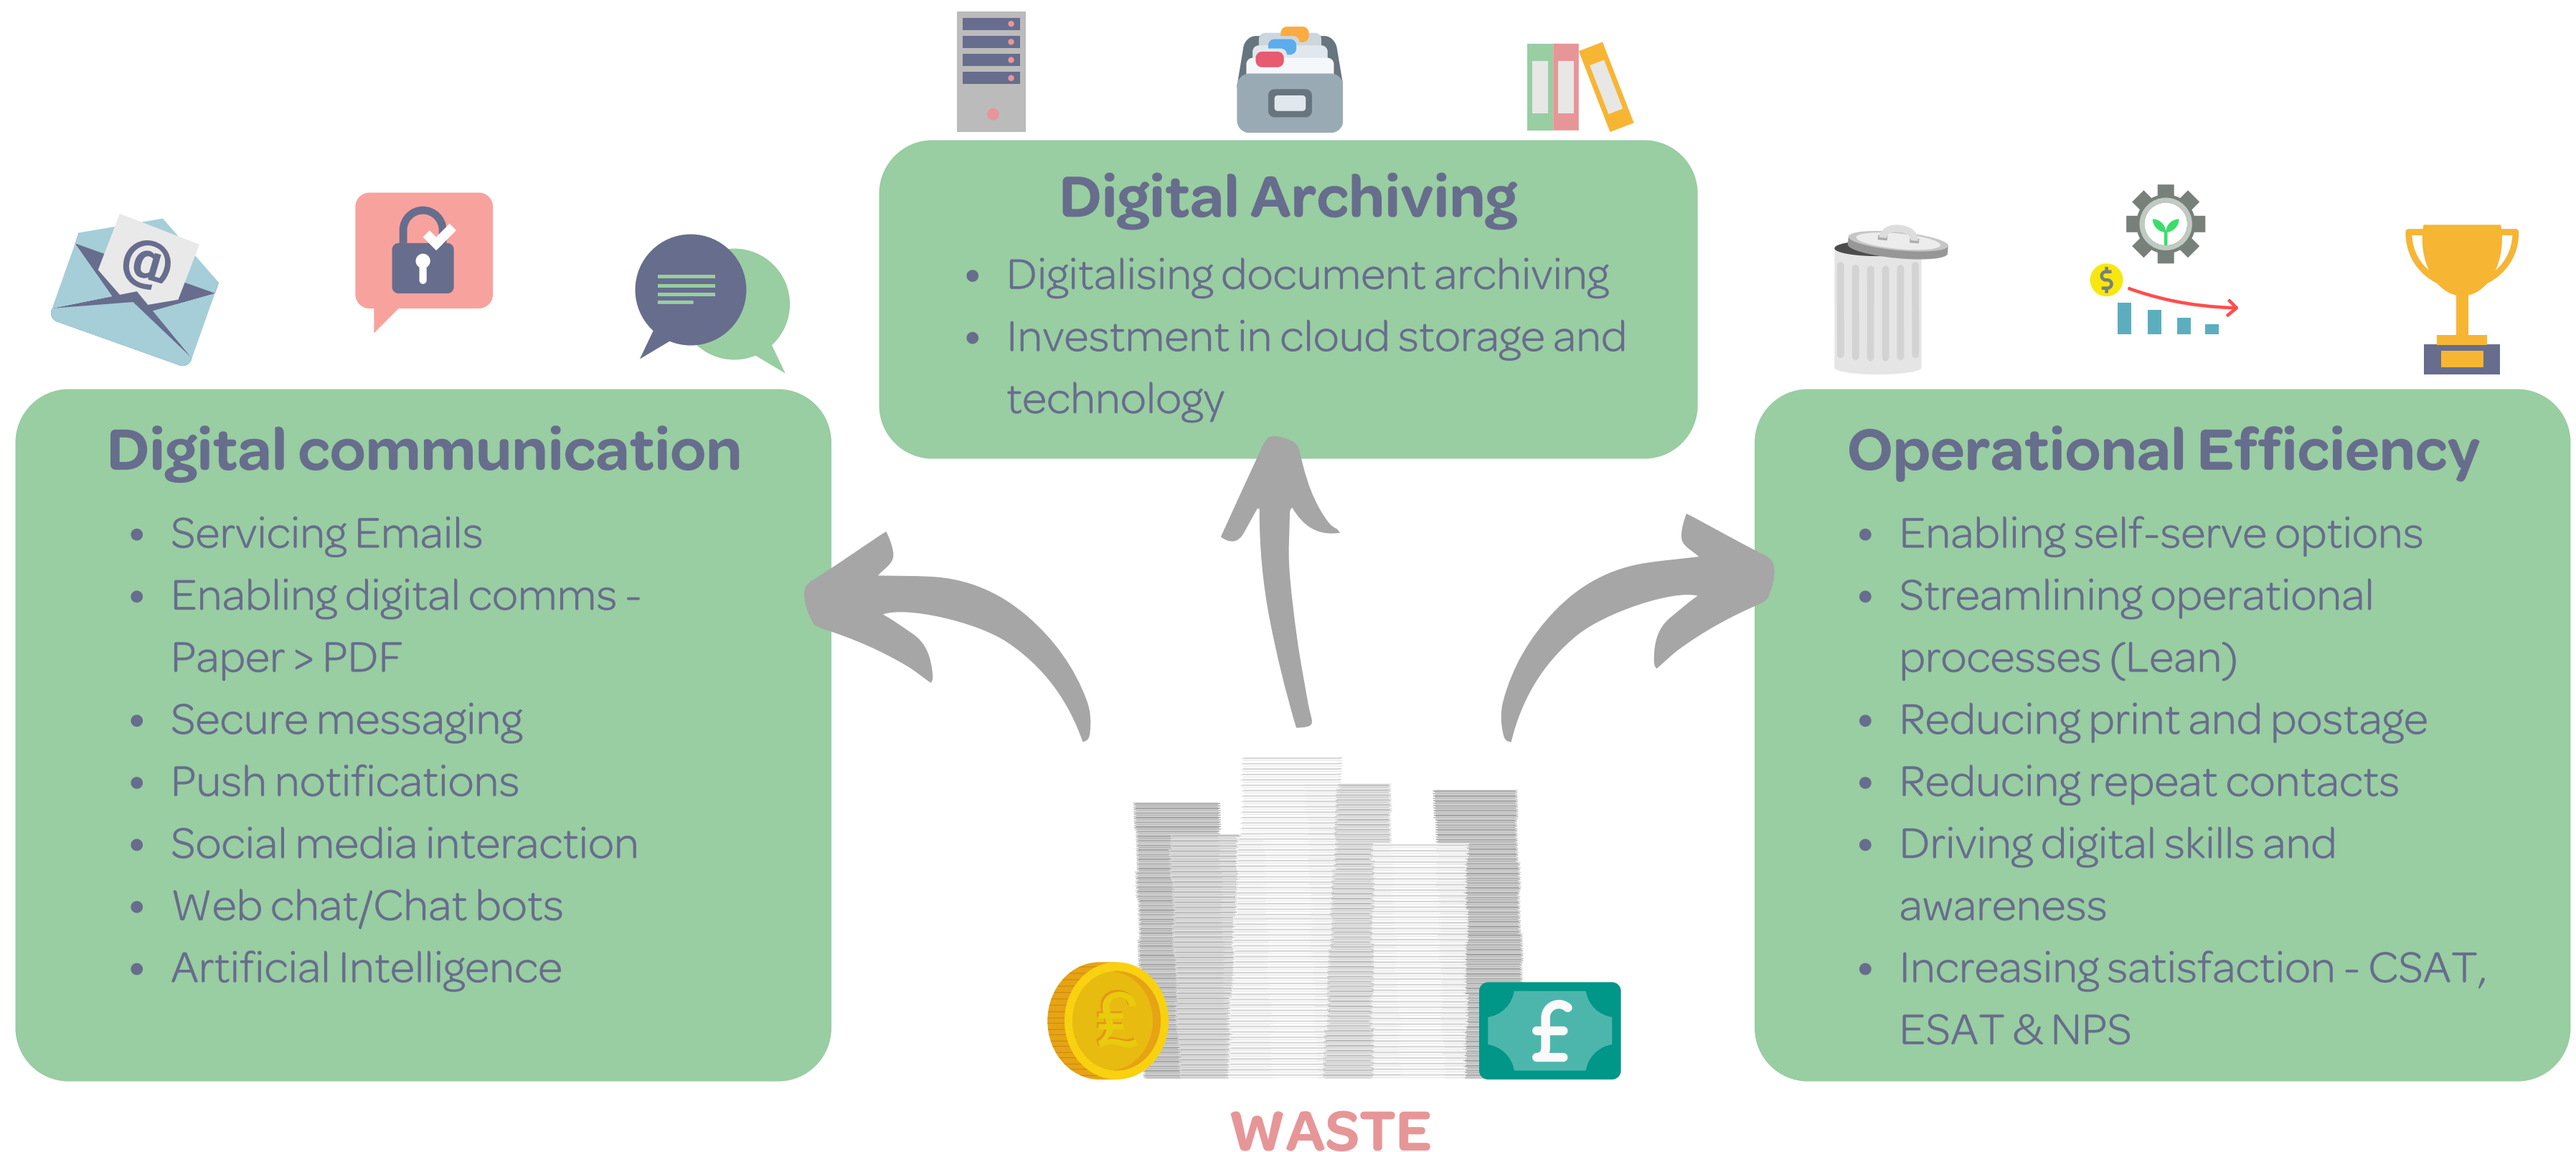 Digital Archiving
• Digitalising document archiving
• Investment in cloud storage and
technology
Digital communication
• Servicing Emails
• Enabling digital comms -
Paper > PDF
• Secure messaging
• Push notifications
• Social media interaction
• Web chat/Chat bots
• Artificial Intelligence
Operational Efficiency
• Enabling self-serve options
• Streamlining operational
processes (Lean)
• Reducing print and postage
• Reducing repeat contacts
• Driving digital skills and
awareness
• Increasing satisfaction - CSAT,
ESAT & NPS
@
$
£
£
WASTE